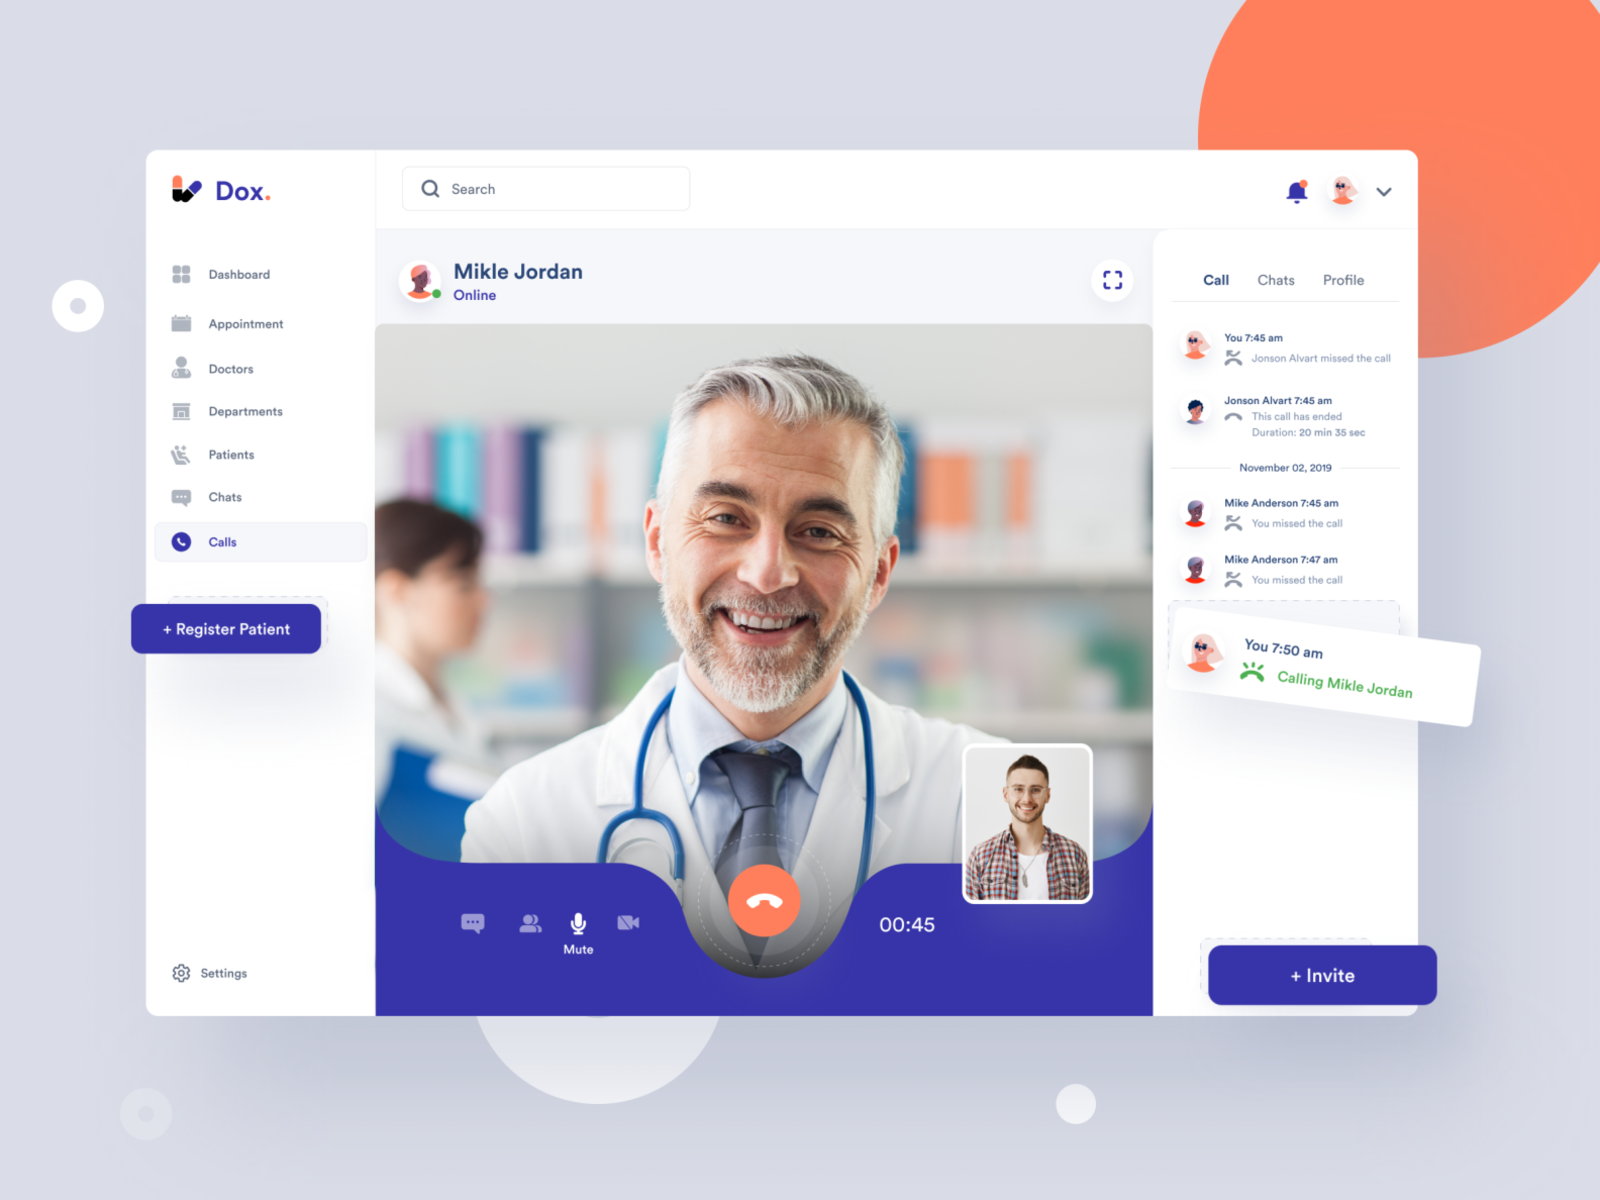 Dox.
Search
Dashboard
Appointment
Doctors
Departments
Patients
Chats
Calls
+ Register Patient
Settings
Mikle Jordan
Online
Mute
00:45
Call Chats Profile
You 7:45 am
Jonson Alvart missed the call
Jonson Alvart 7:45 am
This call has ended
Duration: 20 min 35 sec
November 02, 2019
Mike Anderson 7:45 am
You missed the call
Mike Anderson 7:47 am
You missed the call
You 7:50 am
Calling Mikle Jordan
+ Invite